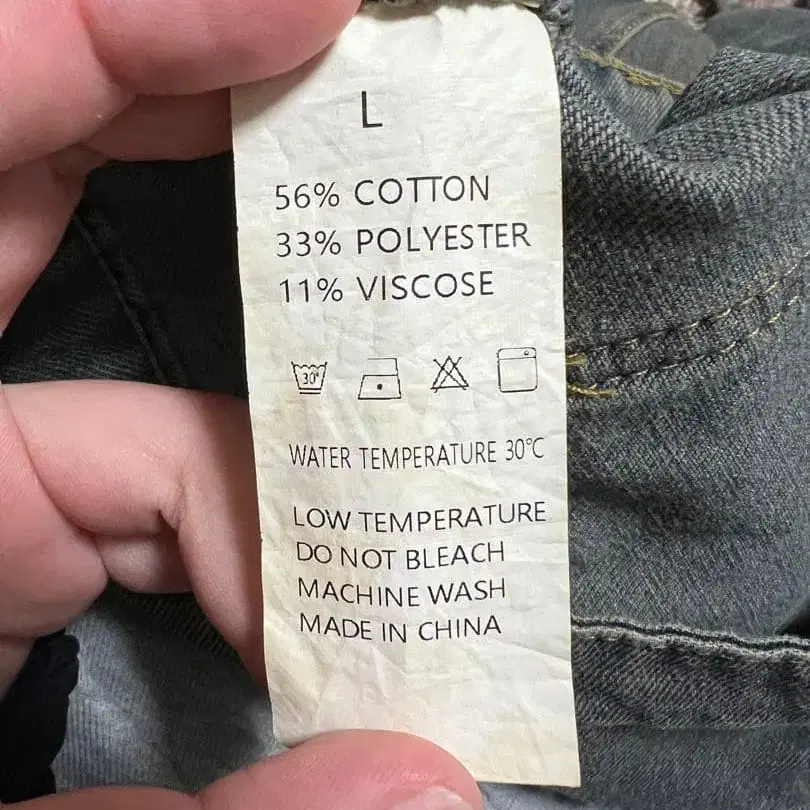 L
56% COTTON
33% POLYESTER
11% VISCOSE
30°
WATER TEMPERATURE 30℃
LOW TEMPERATURE
DO NOT BLEACH
MACHINE WASH
MADE IN CHINA